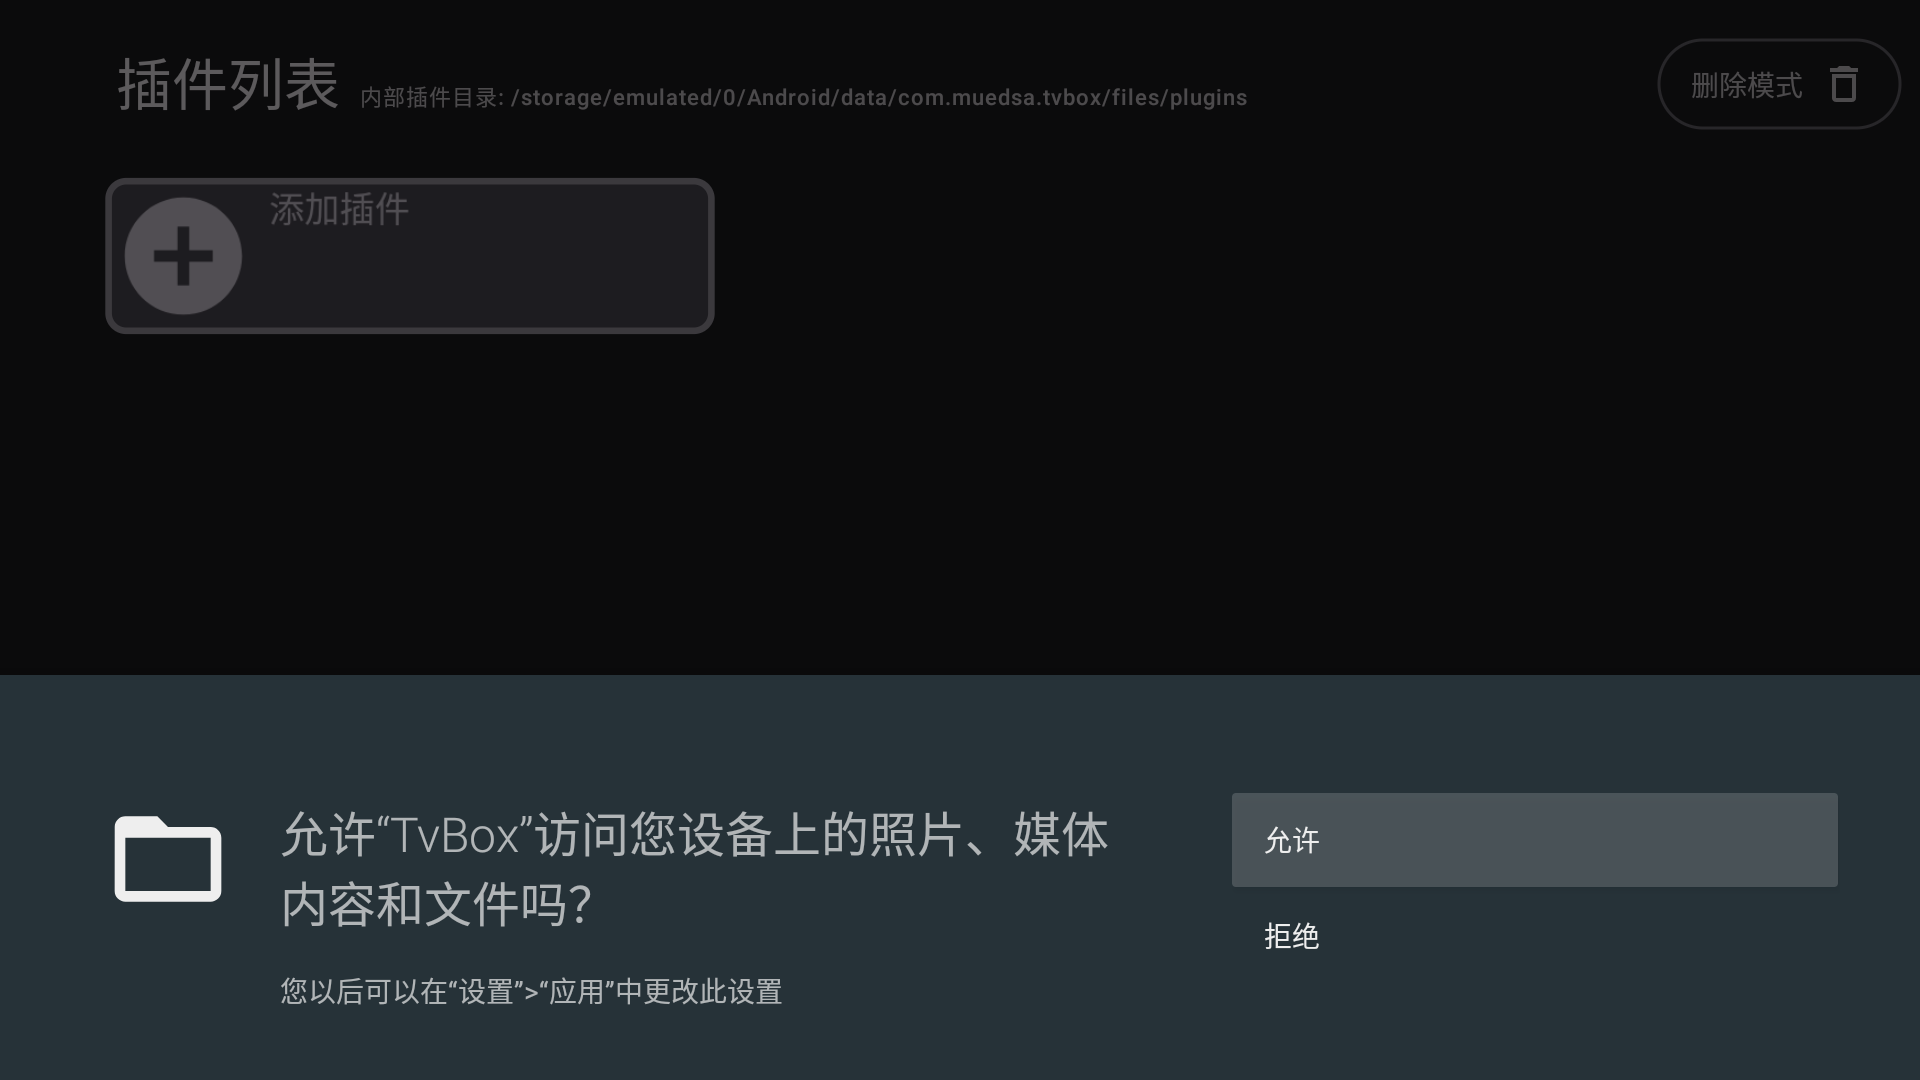 插件列表 内部插件目录: /storage/emulated/0/Android/data/com.muedsa.tvbox/files/plugins
删除模式
添加插件
允许“TvBox”访问您设备上的照片、媒体
内容和文件吗？
您以后可以在“设置”>“应用”中更改此设置
允许
拒绝